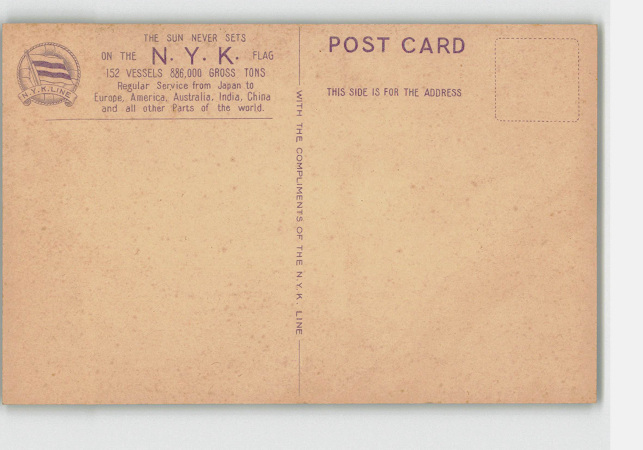 THE SUN NEVER SETS
ON THE N. Y. K. FLAG
152 VESSELS 886,000 GROSS TONS
Regular Service from Japan to
Europe, America, Australia, India, China
and all other Parts of the world.
N.Y.K.LINE
WITH THE COMPLIMENTS OF THE N.Y.K. LINE
POST CARD
THIS SIDE IS FOR THE ADDRESS